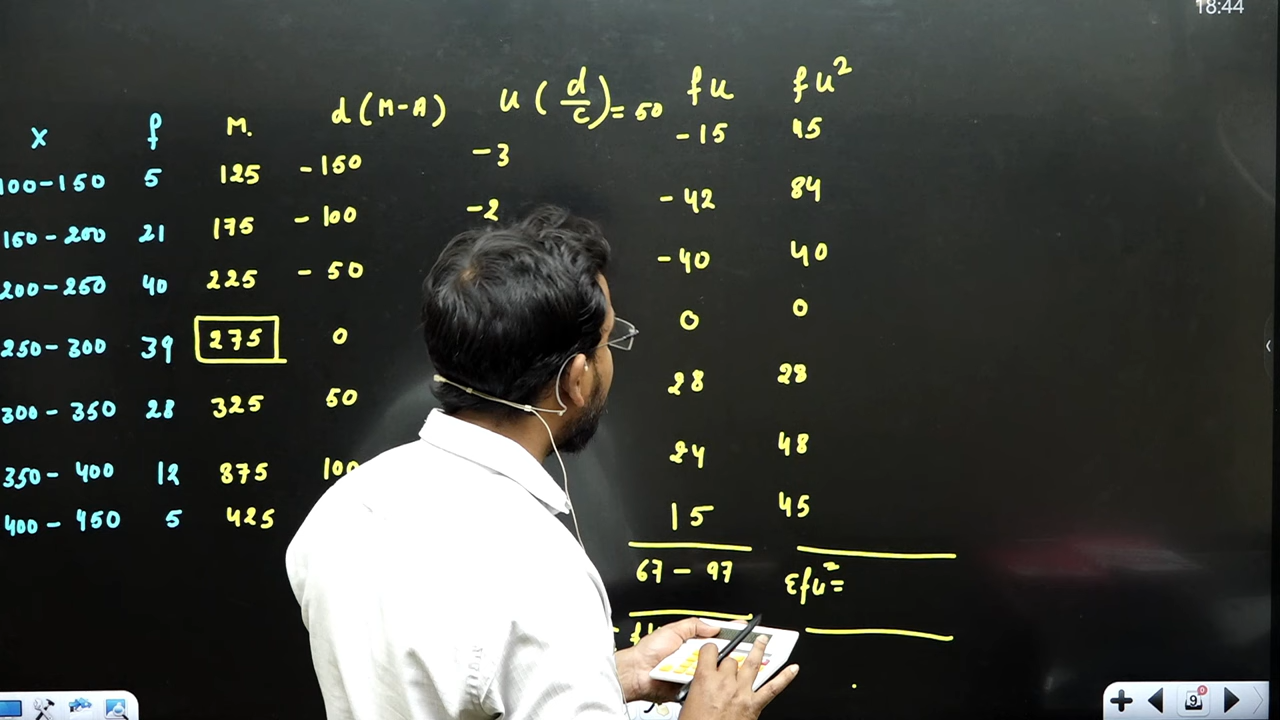 18:44
x f M. d (M-A) u (d/c) = 50 fu fu²
100-150 5 125 -150 -3 -15 45
150-200 21 175 -100 -2 -42 84
200-250 40 225 -50 -40 40
250-300 39 275 0 0 0
300-350 28 325 50 28 28
350-400 12 875 100 24 48
400-450 5 425 15 45
67-97 Σfu²=
9